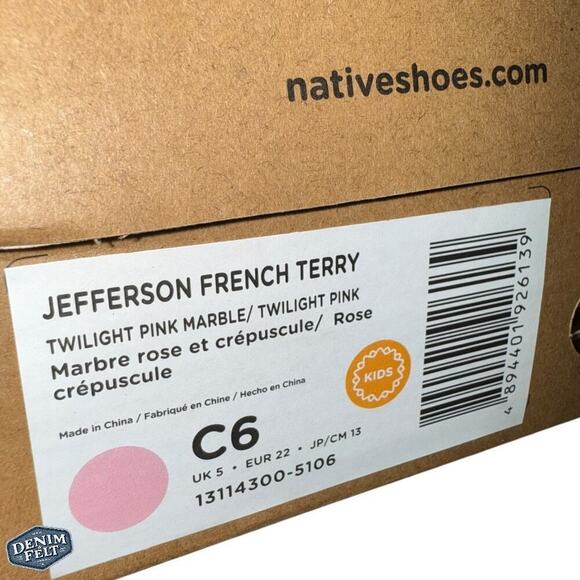 nativeshoes.com
JEFFERSON FRENCH TERRY
TWILIGHT PINK MARBLE/ TWILIGHT PINK
Marbre rose et crépuscule/ Rose
crépuscule
KIDS
Made in China / Fabriqué en Chine / Hecho en China
C6
UK 5 • EUR 22 • JP/CM 13
13114300-5106
4 894401 926139
DENIM
FELT